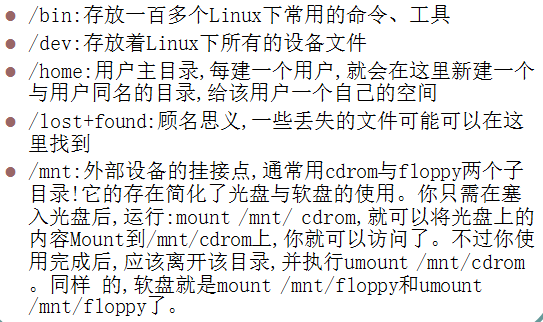 /bin:存放一百多个Linux下常用的命令、工具
/dev:存放着Linux下所有的设备文件
/home:用户主目录,每建一个用户,就会在这里新建一个
与用户同名的目录,给该用户一个自己的空间
/lost+found:顾名思义,一些丢失的文件可能可以在这
里找到
/mnt:外部设备的挂接点,通常用cdrom与floppy两个子
目录!它的存在简化了光盘与软盘的使用。你只需在塞
入光盘后,运行:mount /mnt/ cdrom,就可以将光盘上的
内容Mount到/mnt/cdrom上,你就可以访问了。不过你使
用完成后,应该离开该目录,并执行umount /mnt/cdrom
。同样 的,软盘就是mount /mnt/floppy和umount
/mnt/floppy了。